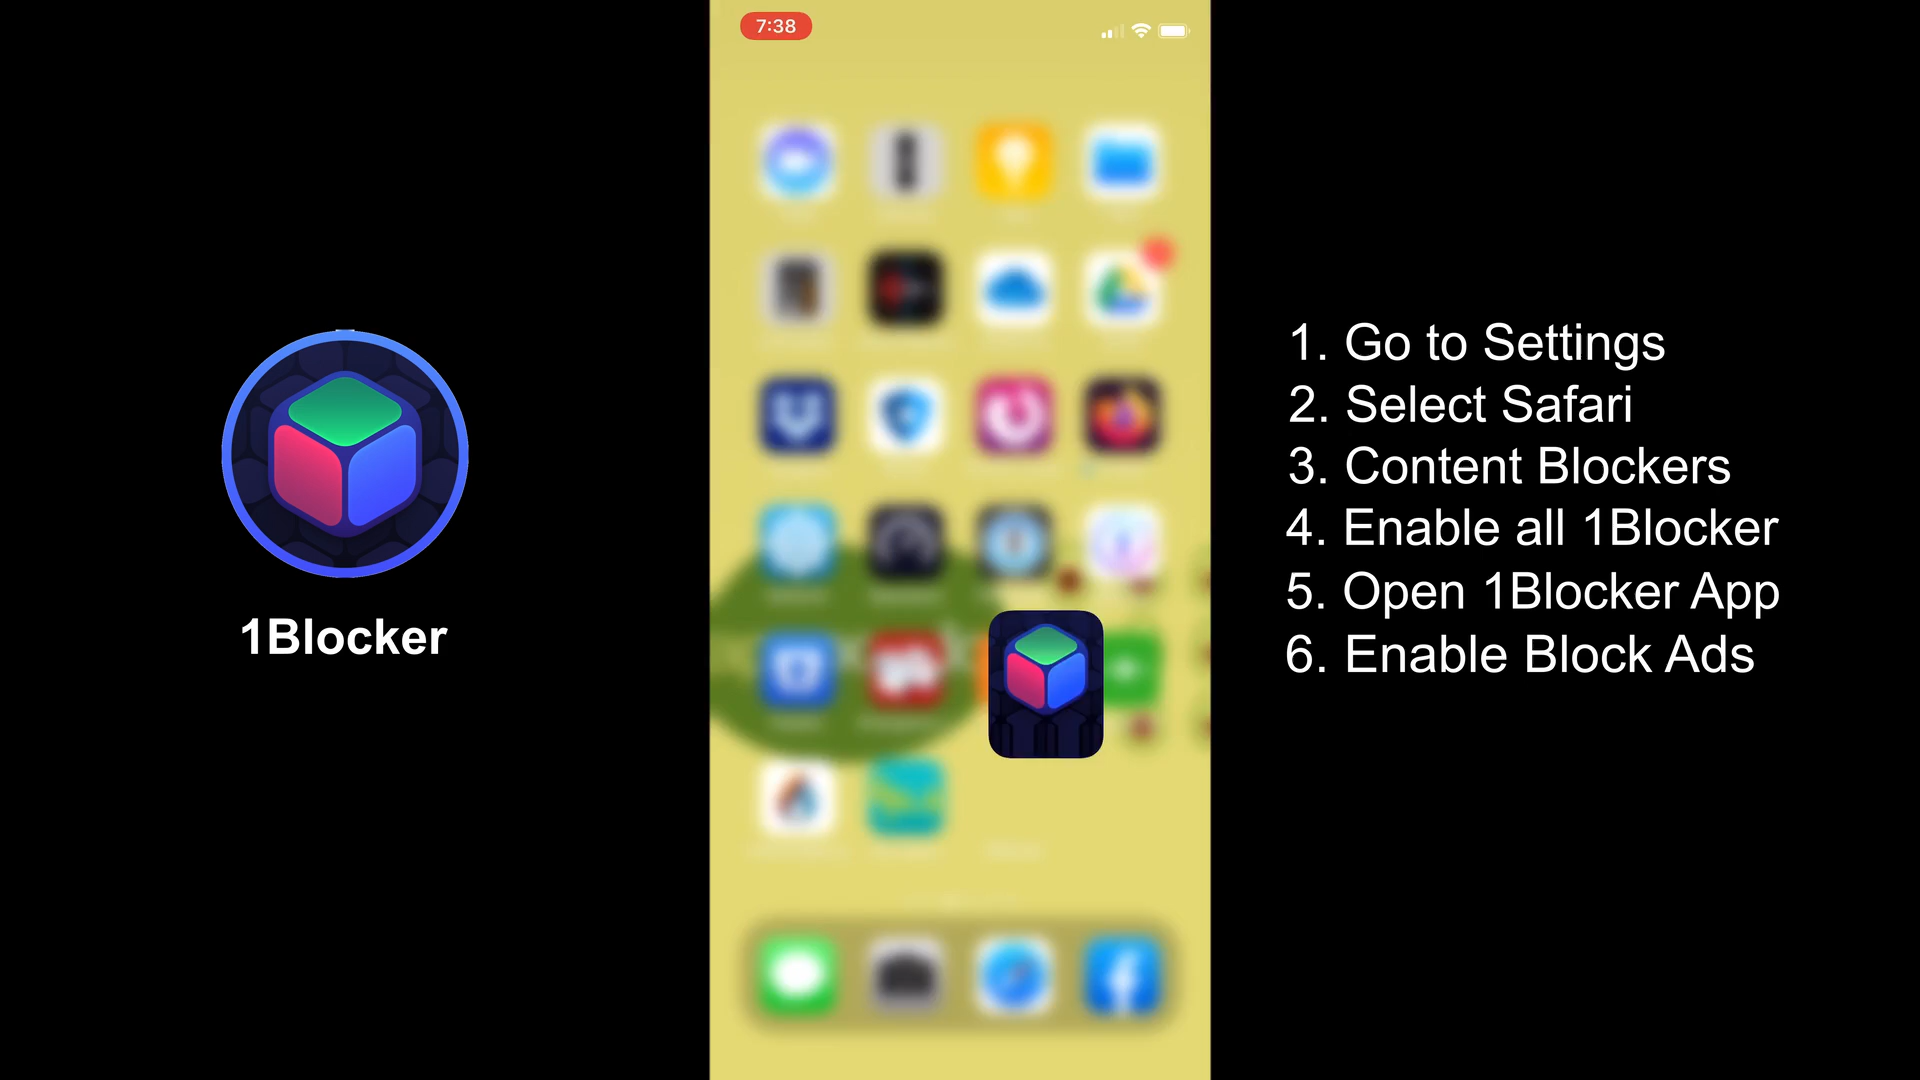 7:38
1Blocker
1. Go to Settings
2. Select Safari
3. Content Blockers
4. Enable all 1Blocker
5. Open 1Blocker App
6. Enable Block Ads